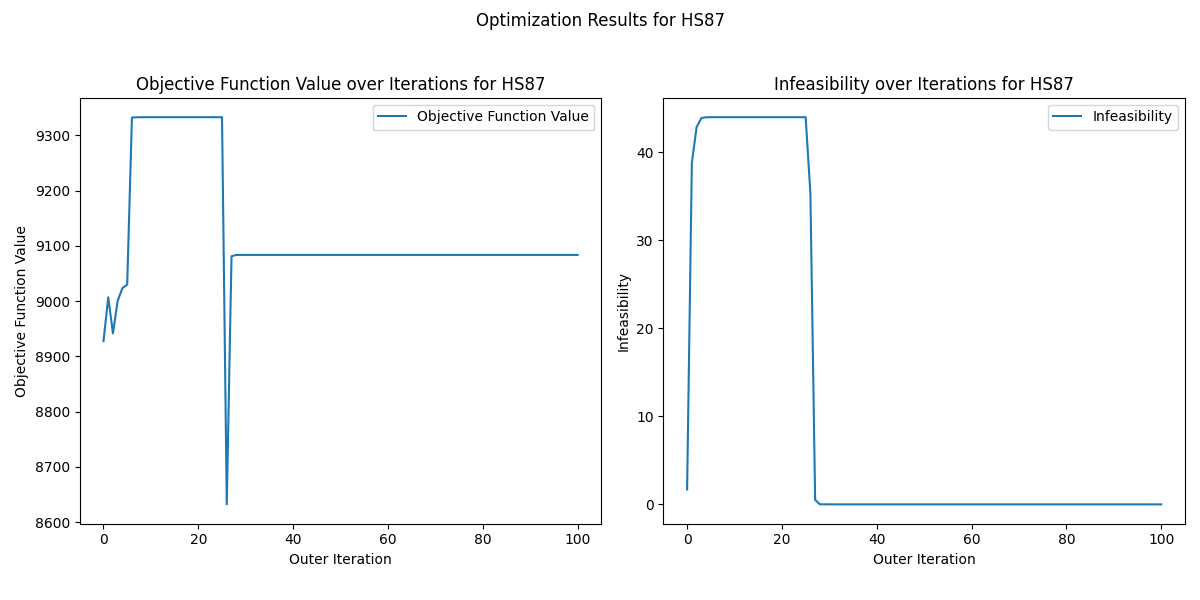 Optimization Results for HS87
Objective Function Value over Iterations for HS87
Objective Function Value
9300
9200
9100
9000
8900
8800
8700
8600
Objective Function Value
0 20 40 60 80 100
Outer Iteration
Infeasibility over Iterations for HS87
Infeasibility
40
30
20
10
0
Infeasibility
0 20 40 60 80 100
Outer Iteration